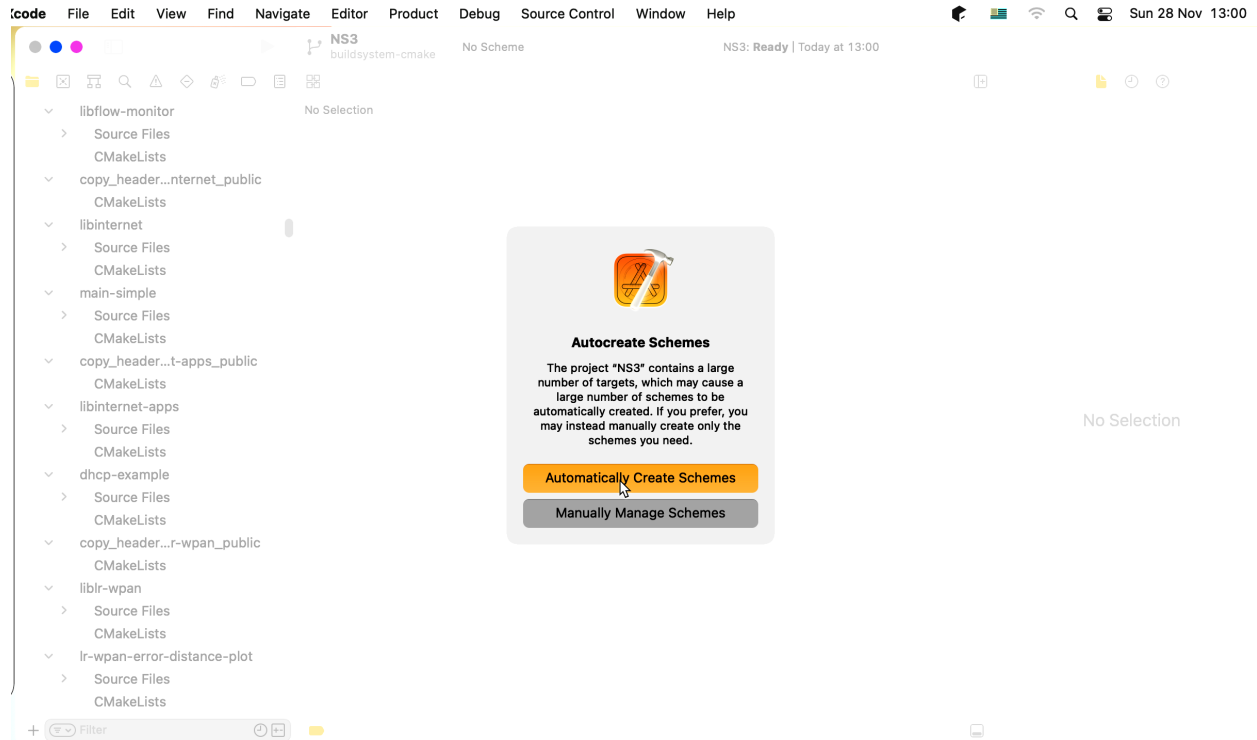 Xcode File Edit View Find Navigate Editor Product Debug Source Control Window Help Sun 28 Nov 13:00
NS3
buildsystem-cmake
No Scheme
NS3: Ready | Today at 13:00
No Selection
libflow-monitor
Source Files
CMakeLists
copy_header...nternet_public
CMakeLists
libinternet
Source Files
CMakeLists
main-simple
Source Files
CMakeLists
copy_header...t-apps_public
CMakeLists
libinternet-apps
Source Files
CMakeLists
dhcp-example
Source Files
CMakeLists
copy_header...r-wpan_public
CMakeLists
liblr-wpan
Source Files
CMakeLists
lr-wpan-error-distance-plot
Source Files
CMakeLists
Filter
Autocreate Schemes
The project "NS3" contains a large
number of targets, which may cause a
large number of schemes to be
automatically created. If you prefer, you
may instead manually create only the
schemes you need.
Automatically Create Schemes
Manually Manage Schemes
No Selection